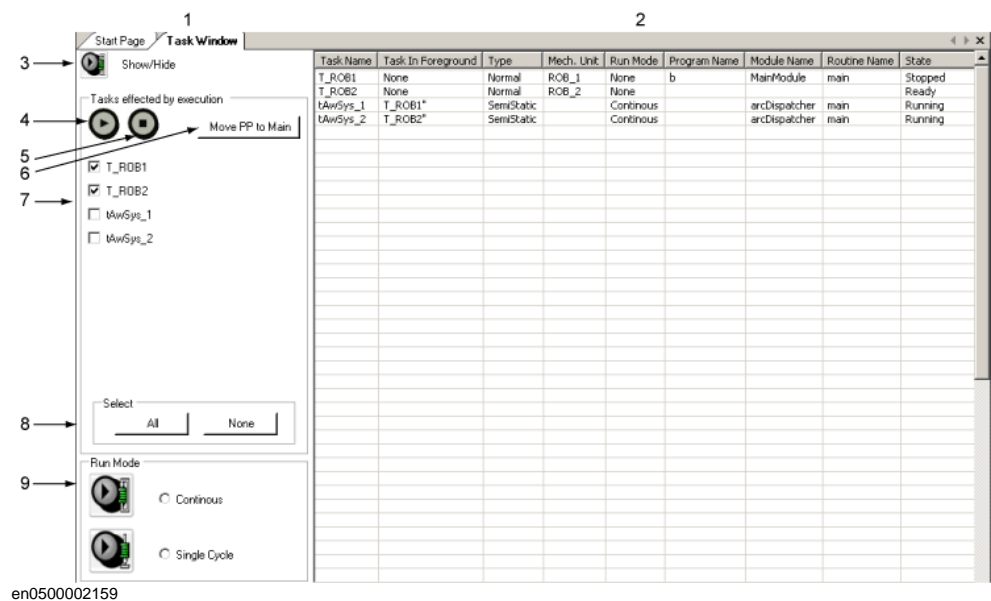 1 2
Start Page Task Window
3 Show/Hide
Task Name Task In Foreground Type Mech. Unit Run Mode Program Name Module Name Routine Name State
T_ROB1 None Normal ROB_1 None b MainModule main Stopped
T_ROB2 None Normal ROB_2 None Ready
tAwSys_1 T_ROB1" SemiStatic Continous arcDispatcher main Running
tAwSys_2 T_ROB2" SemiStatic Continous arcDispatcher main Running
Tasks effected by execution
4
Move PP to Main
5
6
T_ROB1
7 T_ROB2
tAwSys_1
tAwSys_2
Select
8 All None
Run Mode
9 Continous
Single Cycle
en0500002159